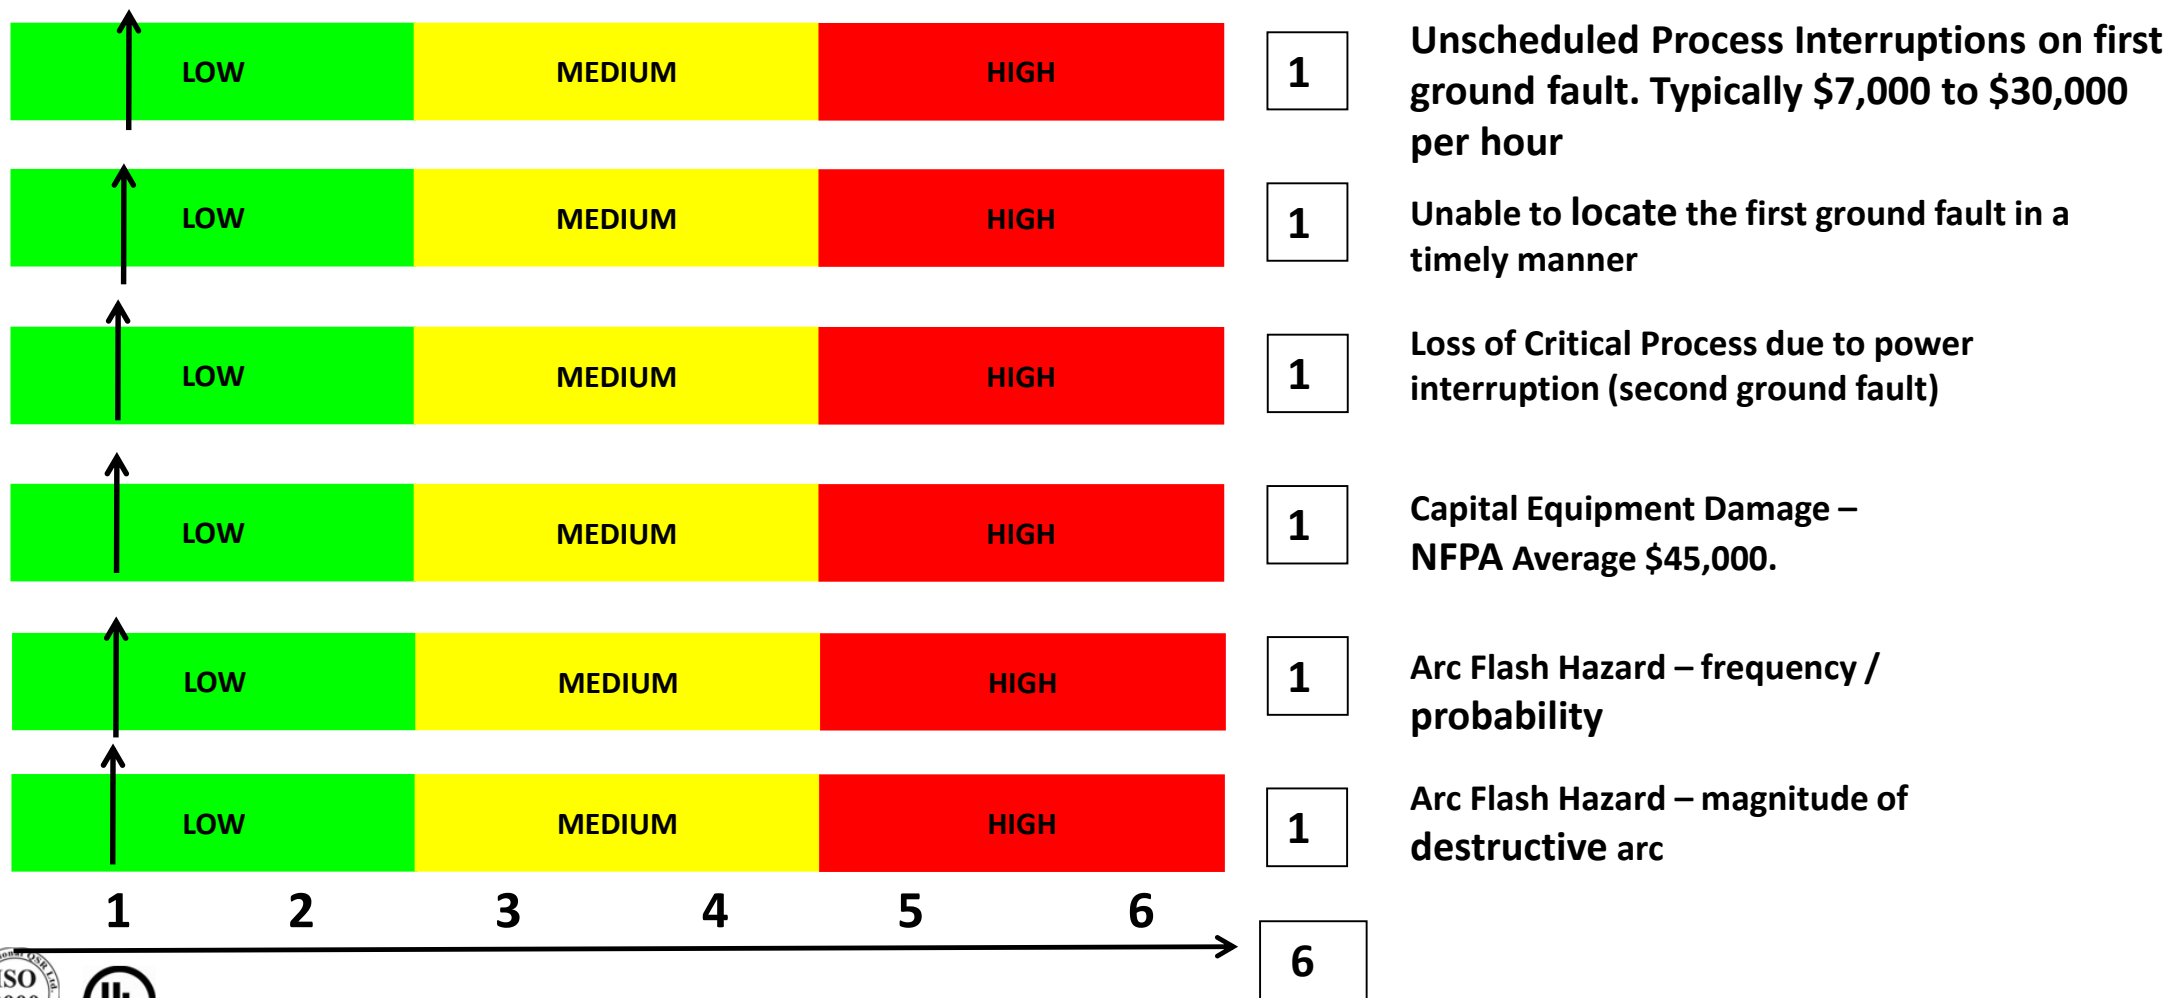 LOW MEDIUM HIGH 1 Unscheduled Process Interruptions on first
ground fault. Typically $7,000 to $30,000
per hour
LOW MEDIUM HIGH 1 Unable to locate the first ground fault in a
timely manner
LOW MEDIUM HIGH 1 Loss of Critical Process due to power
interruption (second ground fault)
LOW MEDIUM HIGH 1 Capital Equipment Damage –
NFPA Average $45,000.
LOW MEDIUM HIGH 1 Arc Flash Hazard – frequency /
probability
LOW MEDIUM HIGH 1 Arc Flash Hazard – magnitude of
destructive arc
1 2 3 4 5 6
6
QSR Ltd.
ISO
UL